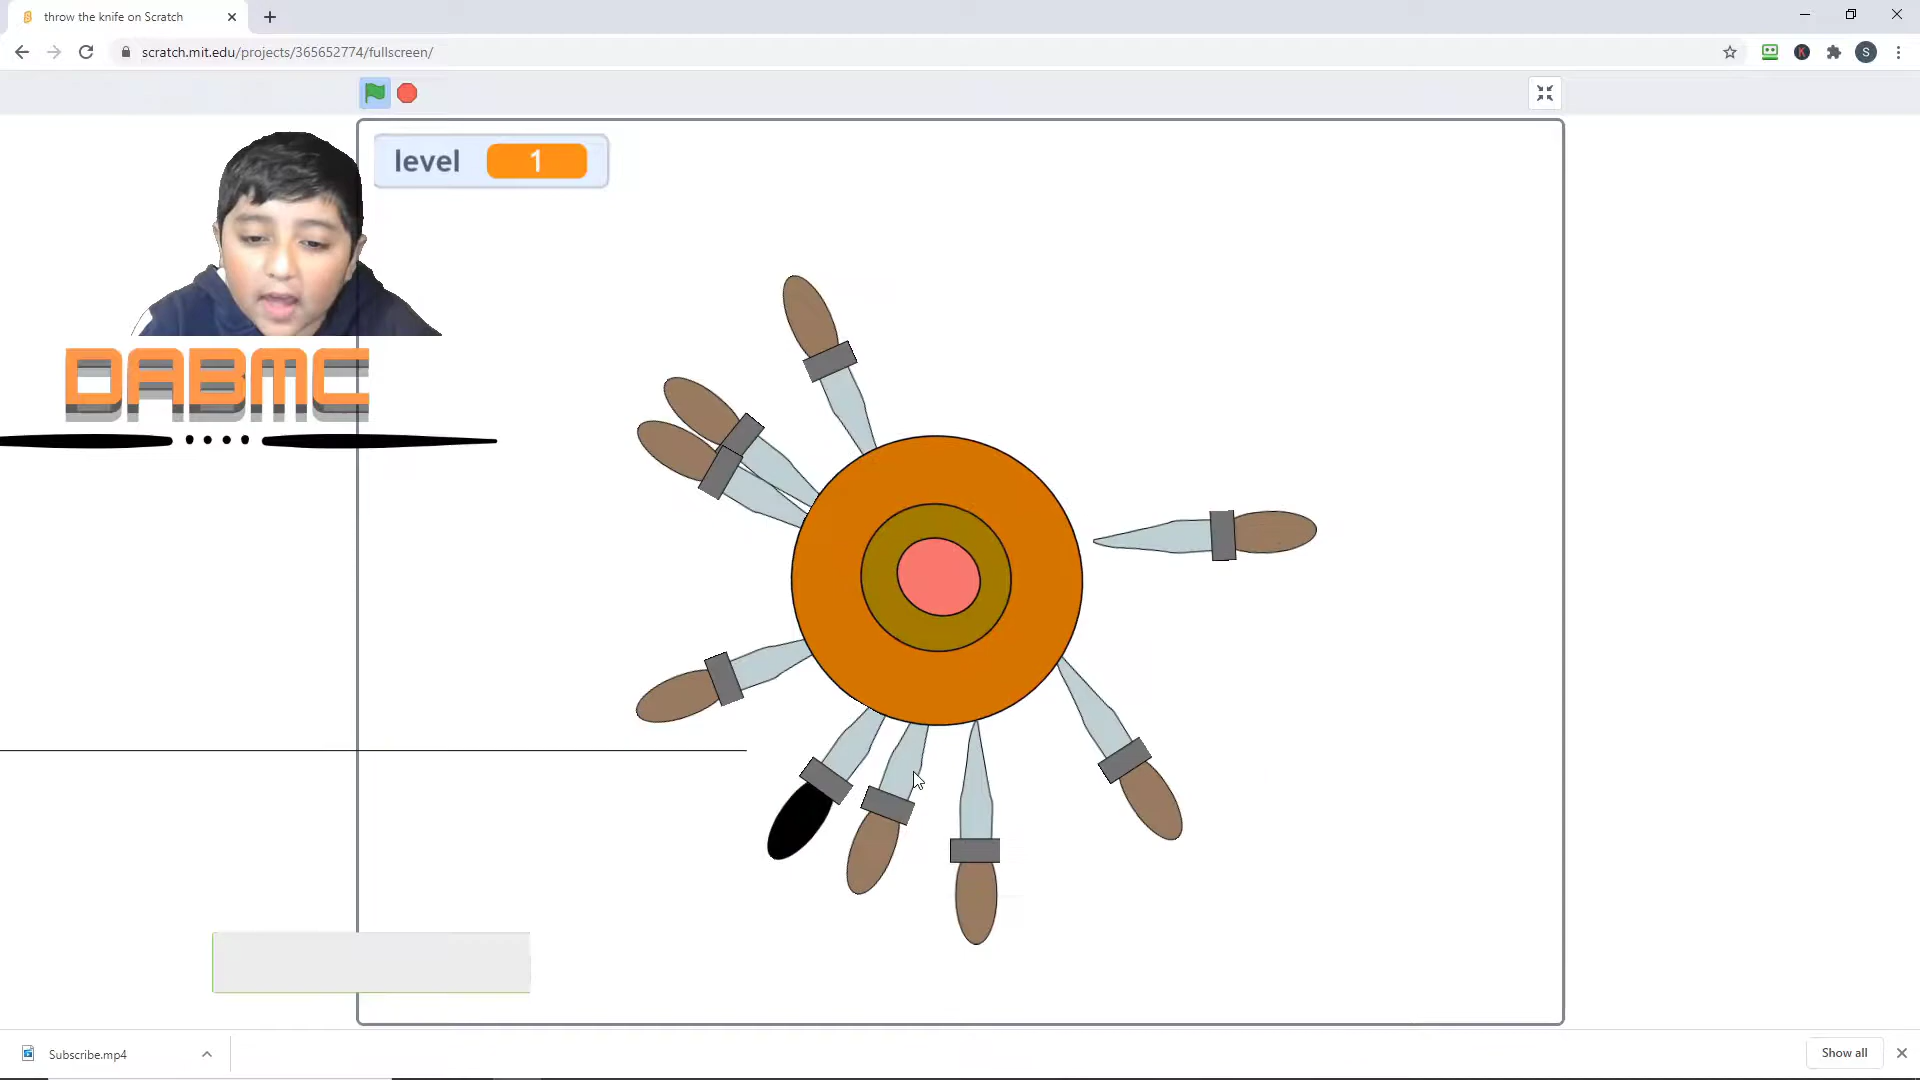 throw the knife on Scratch
scratch.mit.edu/projects/365652774/fullscreen/
K
S
level 1
DABMC
Subscribe.mp4
Show all